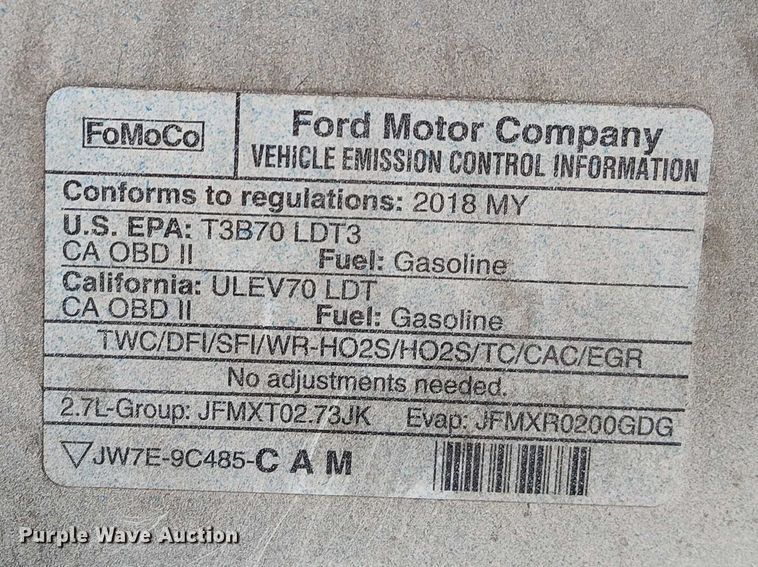 FoMoCo
Ford Motor Company
VEHICLE EMISSION CONTROL INFORMATION
Conforms to regulations: 2018 MY
U.S. EPA: T3B70 LDT3
CA OBD II Fuel: Gasoline
California: ULEV70 LDT
CA OBD II Fuel: Gasoline
TWC/DFI/SFI/WR-HO2S/HO2S/TC/CAC/EGR
No adjustments needed.
2.7L-Group: JFMXT02.73JK Evap: JFMXR0200GDG
JW7E-9C485-C A M
Purple Wave Auction